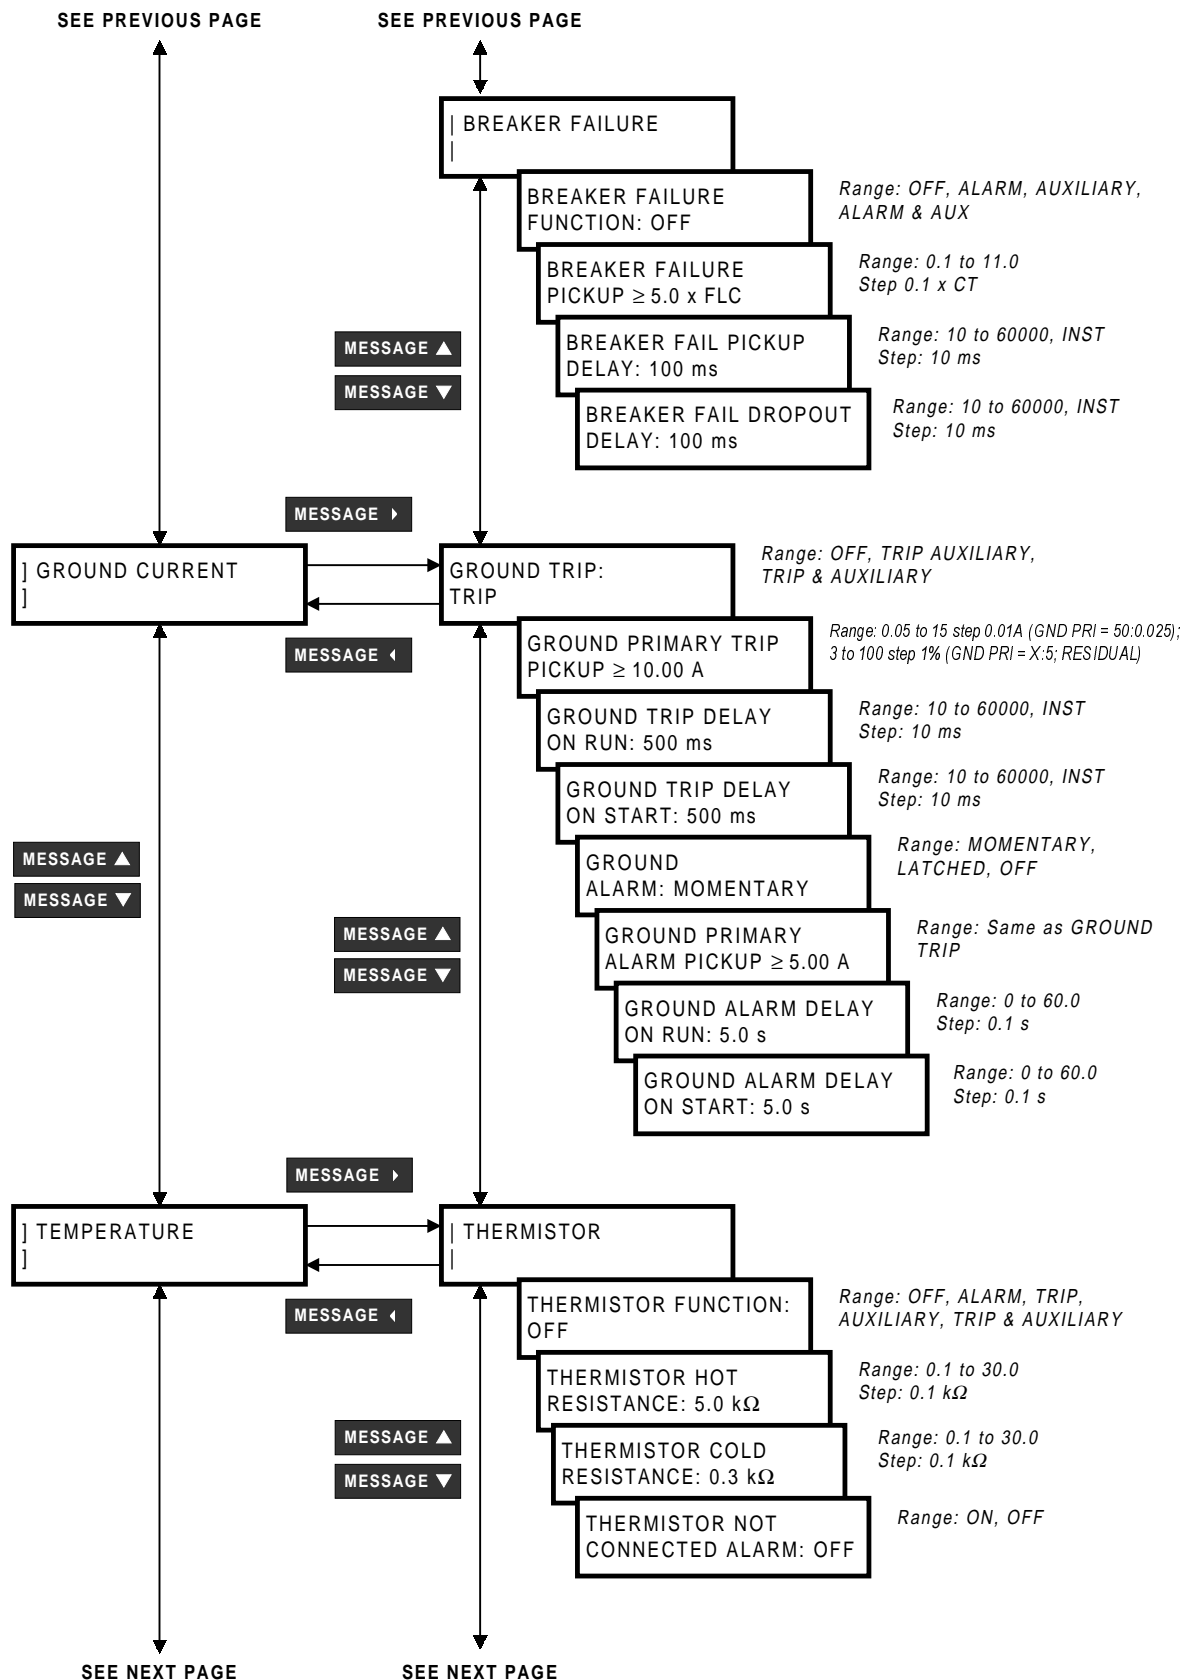 SEE PREVIOUS PAGE
SEE PREVIOUS PAGE
| BREAKER FAILURE
|
BREAKER FAILURE
FUNCTION: OFF
Range: OFF, ALARM, AUXILIARY,
ALARM & AUX
BREAKER FAILURE
PICKUP ≥ 5.0 x FLC
Range: 0.1 to 11.0
Step 0.1 x CT
MESSAGE ▲
MESSAGE ▼
BREAKER FAIL PICKUP
DELAY: 100 ms
Range: 10 to 60000, INST
Step: 10 ms
BREAKER FAIL DROPOUT
DELAY: 100 ms
Range: 10 to 60000, INST
Step: 10 ms
MESSAGE ▶
] GROUND CURRENT
]
GROUND TRIP:
TRIP
Range: OFF, TRIP AUXILIARY,
TRIP & AUXILIARY
MESSAGE ◀
GROUND PRIMARY TRIP
PICKUP ≥ 10.00 A
Range: 0.05 to 15 step 0.01A (GND PRI = 50:0.025);
3 to 100 step 1% (GND PRI = X:5; RESIDUAL)
GROUND TRIP DELAY
ON RUN: 500 ms
Range: 10 to 60000, INST
Step: 10 ms
GROUND TRIP DELAY
ON START: 500 ms
Range: 10 to 60000, INST
Step: 10 ms
MESSAGE ▲
MESSAGE ▼
GROUND
ALARM: MOMENTARY
Range: MOMENTARY,
LATCHED, OFF
MESSAGE ▲
MESSAGE ▼
GROUND PRIMARY
ALARM PICKUP ≥ 5.00 A
Range: Same as GROUND
TRIP
GROUND ALARM DELAY
ON RUN: 5.0 s
Range: 0 to 60.0
Step: 0.1 s
GROUND ALARM DELAY
ON START: 5.0 s
Range: 0 to 60.0
Step: 0.1 s
MESSAGE ▶
] TEMPERATURE
]
| THERMISTOR
|
MESSAGE ◀
THERMISTOR FUNCTION:
OFF
Range: OFF, ALARM, TRIP,
AUXILIARY, TRIP & AUXILIARY
THERMISTOR HOT
RESISTANCE: 5.0 kΩ
Range: 0.1 to 30.0
Step: 0.1 kΩ
MESSAGE ▲
MESSAGE ▼
THERMISTOR COLD
RESISTANCE: 0.3 kΩ
Range: 0.1 to 30.0
Step: 0.1 kΩ
THERMISTOR NOT
CONNECTED ALARM: OFF
Range: ON, OFF
SEE NEXT PAGE
SEE NEXT PAGE